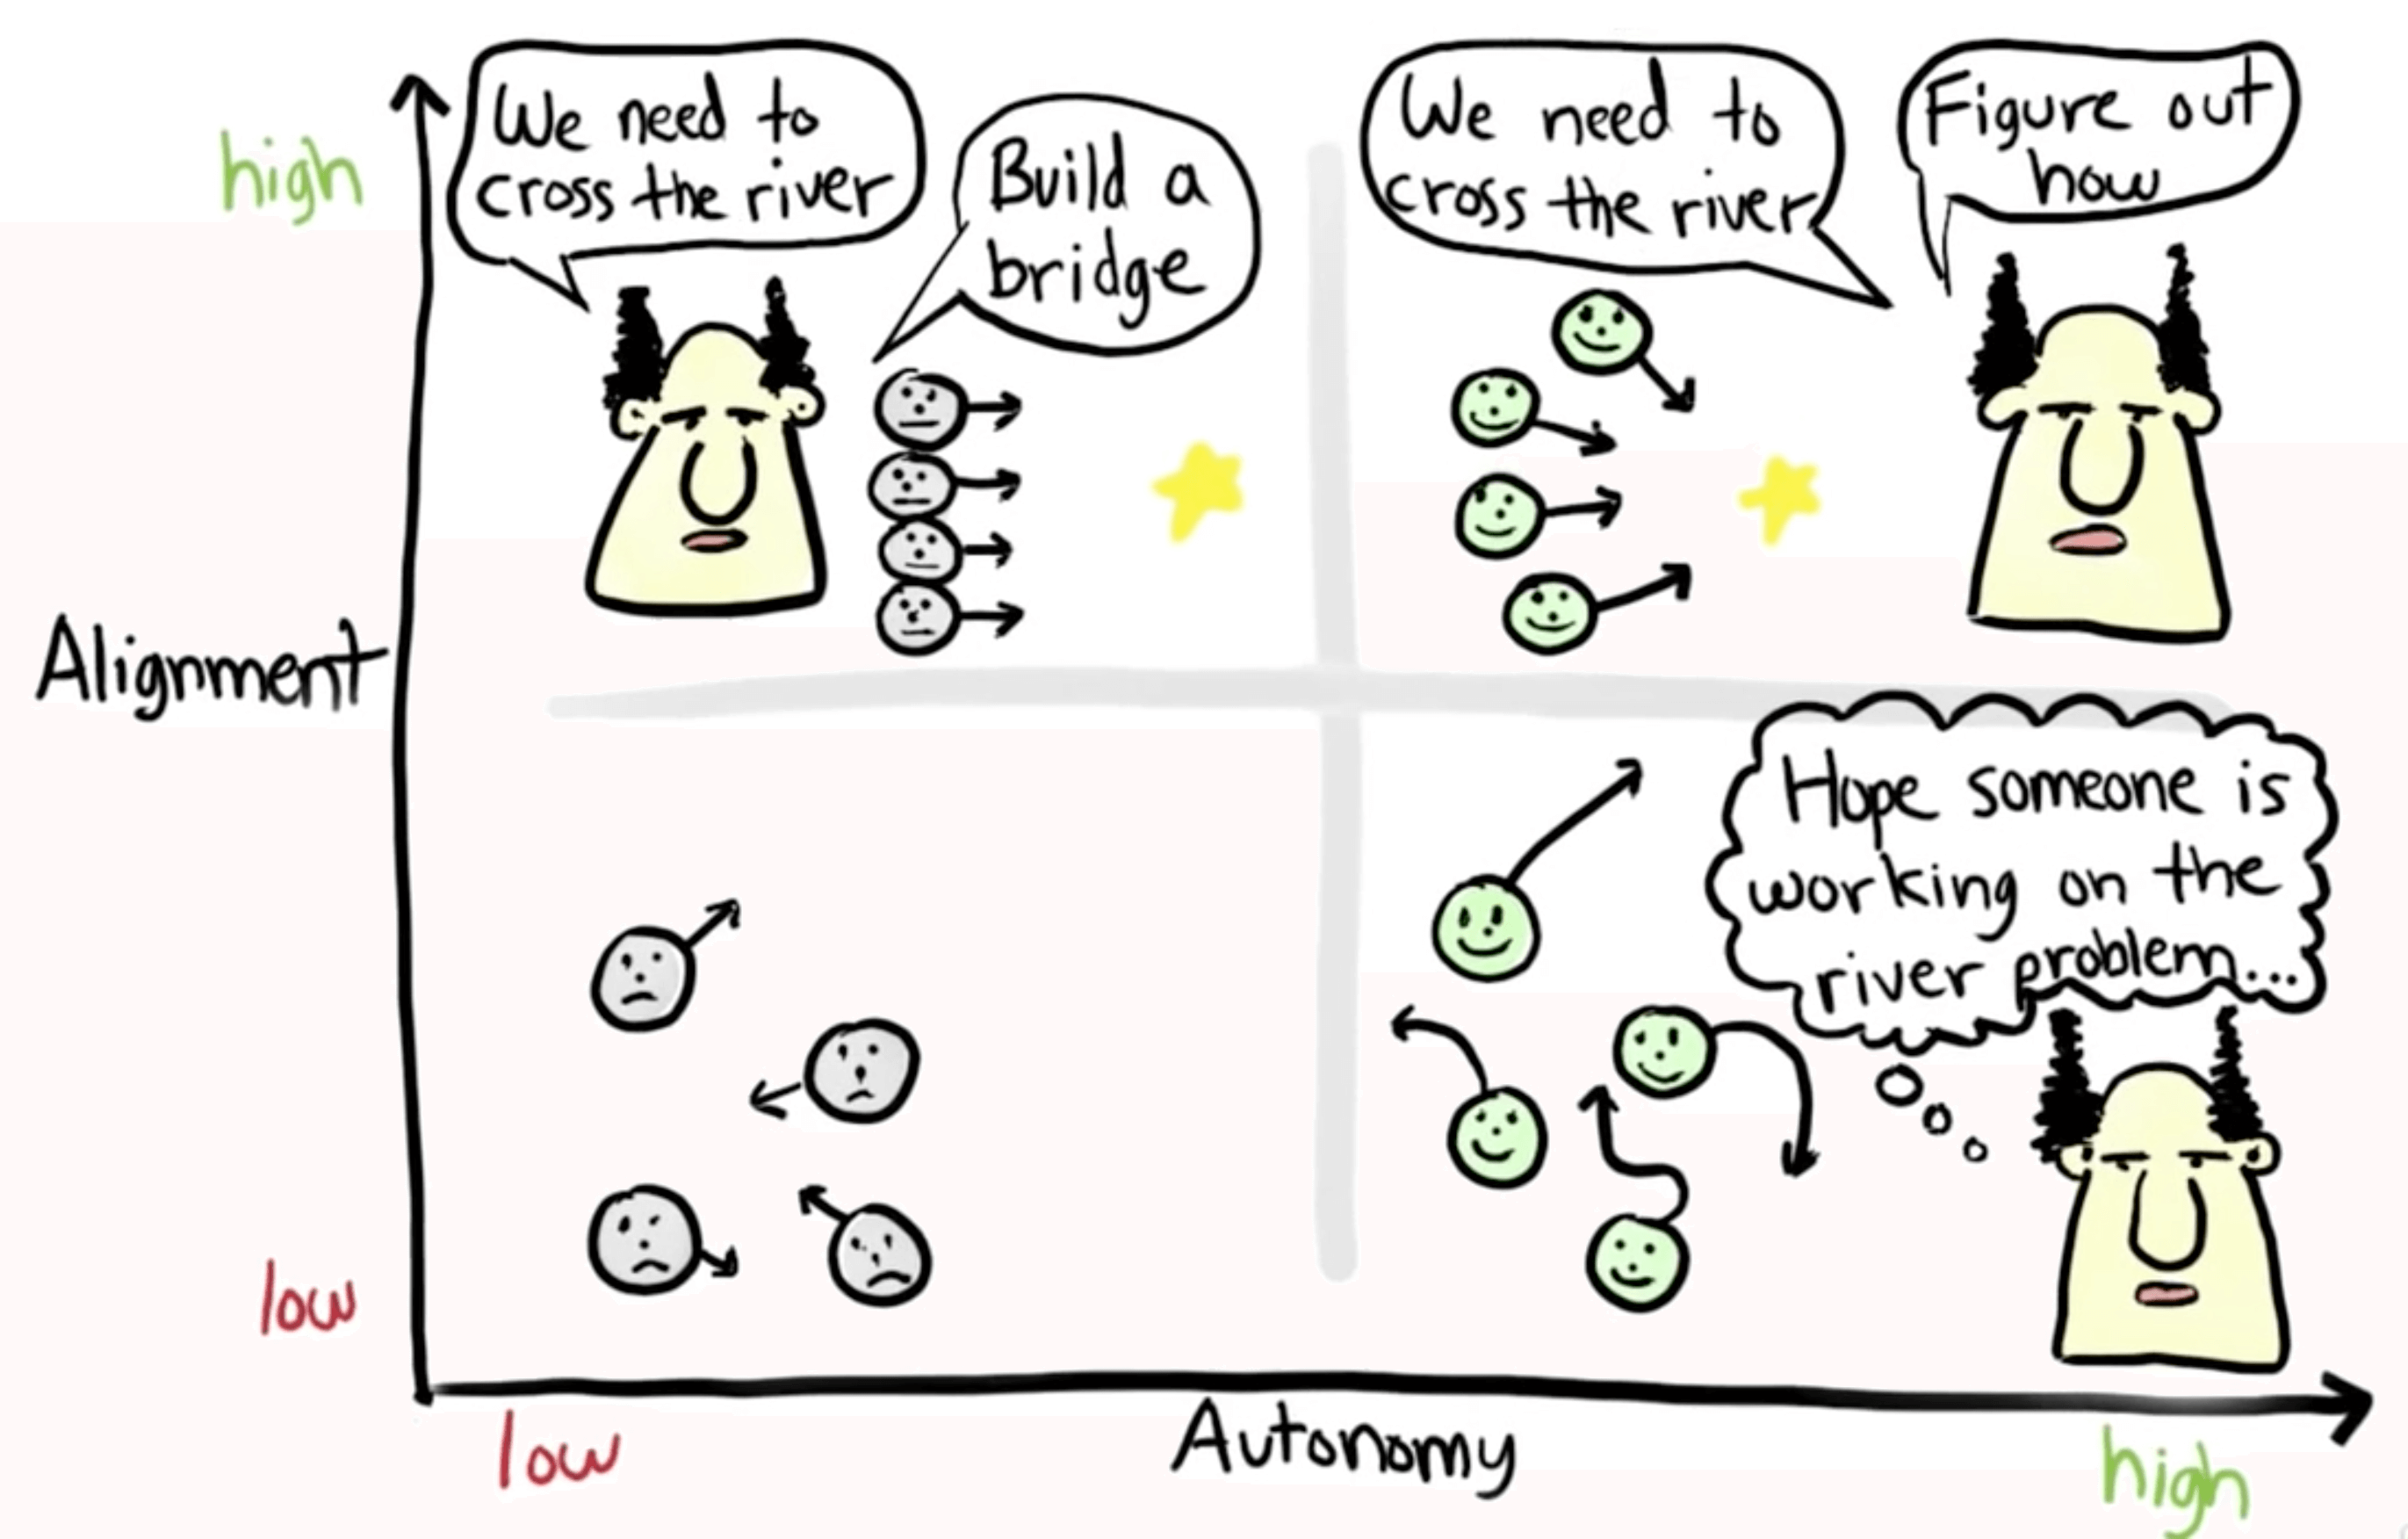 We need to
cross the river
Build a
bridge
We need to
cross the river
Figure out
how
high
Alignment
Hope someone is
working on the
river problem...
low
low
Autonomy
high